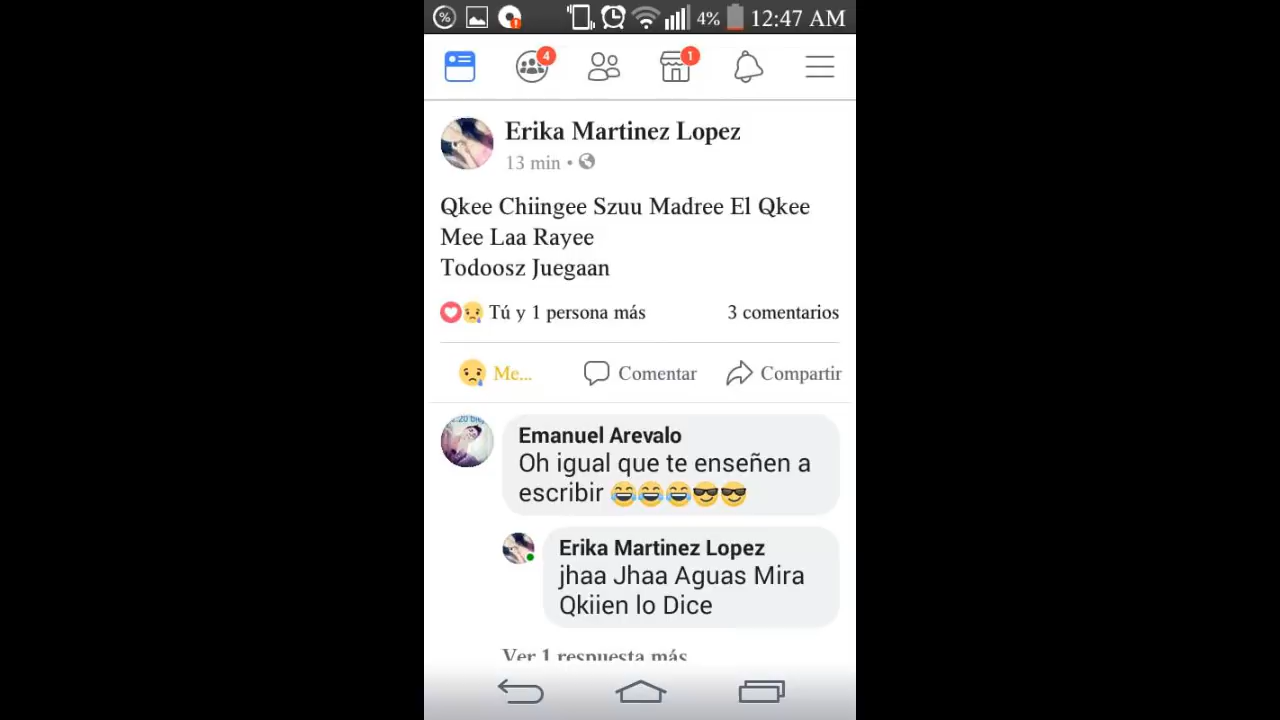 4% 12:47 AM
4 1
Erika Martinez Lopez
13 min •
Qkee Chiingee Szuu Madree El Qkee
Mee Laa Rayee
Todoosz Juegaan
Tú y 1 persona más 3 comentarios
Me... Comentar Compartir
Emanuel Arevalo
Oh igual que te enseñen a
escribir 😂😂😂😎😎
Erika Martinez Lopez
jhaa Jhaa Aguas Mira
Qkiien lo Dice
Ver 1 respuesta más